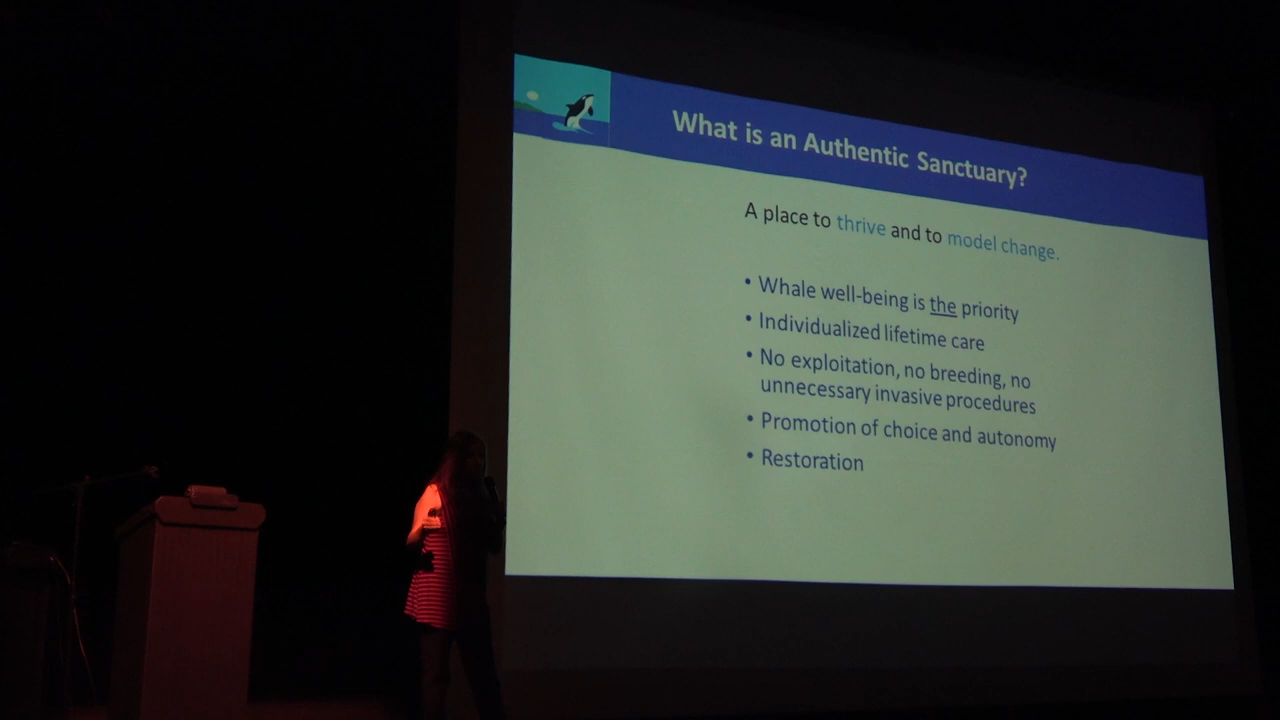 What is an Authentic Sanctuary?
A place to thrive and to model change.
• Whale well-being is the priority
• Individualized lifetime care
• No exploitation, no breeding, no
unnecessary invasive procedures
• Promotion of choice and autonomy
• Restoration